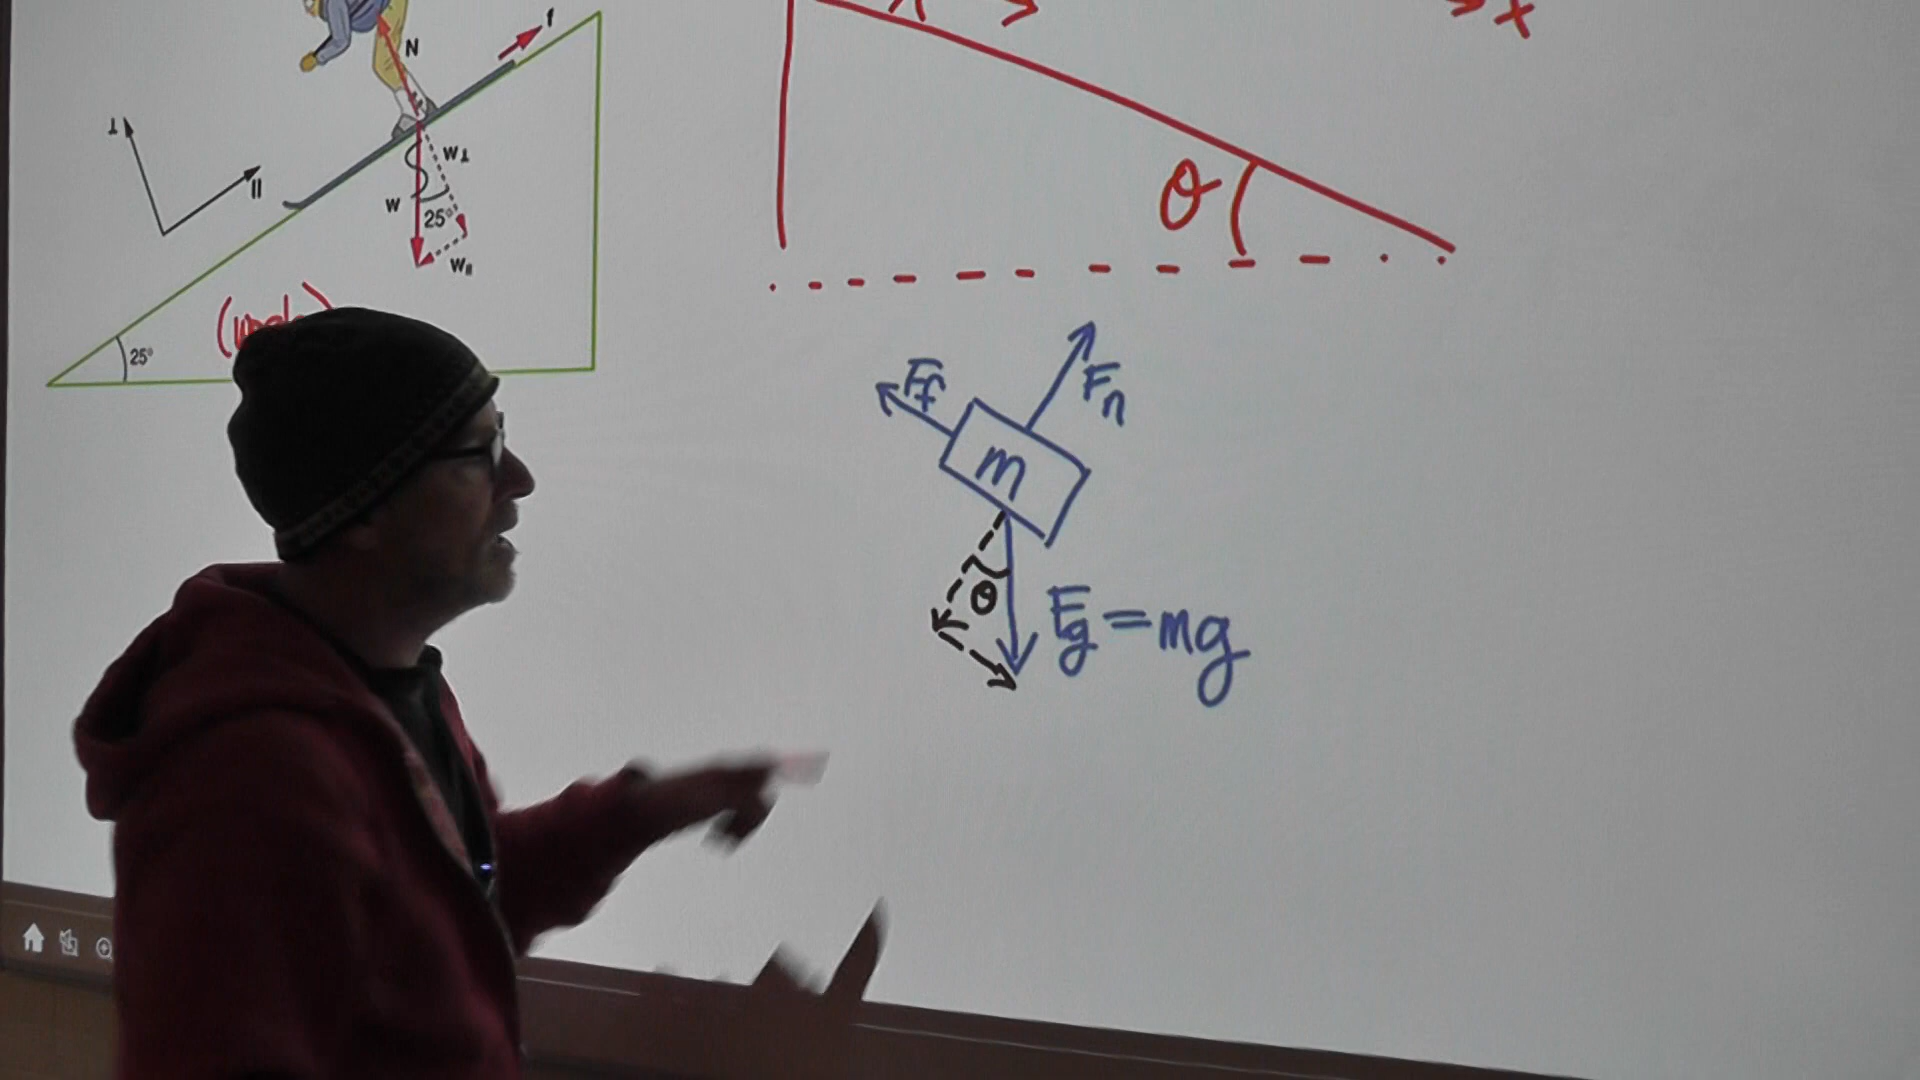 f
N
x
⊥
||
W⊥
W
25°
W||
θ
25°
Ff
Fn
m
θ
Fg = mg